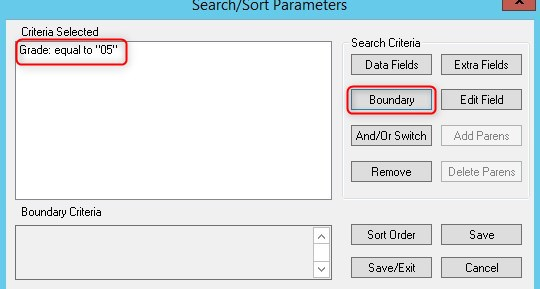 Search/Sort Parameters
Criteria Selected
Grade: equal to "05"
Search Criteria
Data Fields
Extra Fields
Boundary
Edit Field
And/Or Switch
Add Parens
Remove
Delete Parens
Boundary Criteria
Sort Order
Save
Save/Exit
Cancel